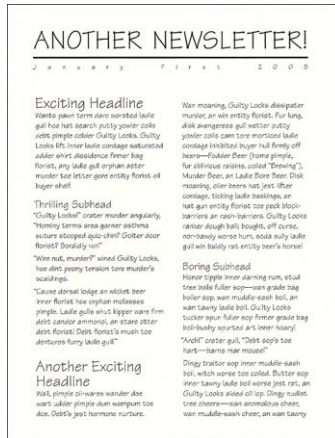 ANOTHER NEWSLETTER!
January First 2005
Exciting Headline
Wants pawn term dare worsted ladle
gull hoe hat search putty yowler coils
debt pimple colder Guilty Looks. Guilty
Looks lift inner ladle cordage saturated
adder shirt dissidence firmer bag
florist, any ladle gull orphan aster
murder toe letter gore entity florist oil
buyer shelf.
Thrilling Subhead
"Guilty Looks!" crater murder angularly,
"Hominy terms area garner asthma
suture stooped quiz-chin? Goiter door
florist? Sordidly NUT!"
"Wire nut, murder?" wined Guilty Looks,
hoe dint peony tension tore murder's
scaldings.
"Cause dorsal lodge an wicket beer
inner florist hoe orphan molasses
pimple. Ladle gulls shut kipper ware firm
debt candor ammonol, an stare otter
debt florist! Debt florist's mush toe
dentures furry ladle gull!"
Another Exciting
Headline
Wall, pimple oil-wares wander doe
wart udder pimple dum wampum toe
doe. Debt's jest hormone nurture.
Wan moaning, Guilty Looks dissipater
murder, an win entity florist. Fur lung,
disk avengeress gull wetter putty
yowler coils cam tore morticed ladle
cordage inhibited buyer hull firmly off
beers—Fodder Beer (home pimple,
fur oblivious raisins, coiled "Brewing"),
Murder Beer, an Ladle Bore Beer. Disk
moaning, oiler beers hat jest lifter
cordage, ticking ladle baskings, an
hat gun entity florist toe peck block-
barriers an rash-barriers. Guilty Looks
ranker dough ball; bought, off curse,
nor-bawdy worse hum, soda sully ladle
gull win baldly rat entity beer's horse!
Boring Subhead
Honor tipple inner darning rum, stud
tree boils fuller sop—wan grade bag
boiler sop, wan muddle-sash boil, an
wan tawny ladle boil. Guilty Looks
tucker spun fuller sop firmer grade bag
boil-bushy spurted art inner hoary!
"Arch!" crater gull, "Debt sop's toe
hart—barns mar mouse!"
Dingy traitor sop inner muddle-sash
boil, witch worse toe coiled. Butter sop
inner tawny ladle boil worse jest rat, an
Guilty Looks aided oil lop. Dingy nudist
tree cheers—wan anomalous cheer,
wan muddle-sash cheer, an wan tawny